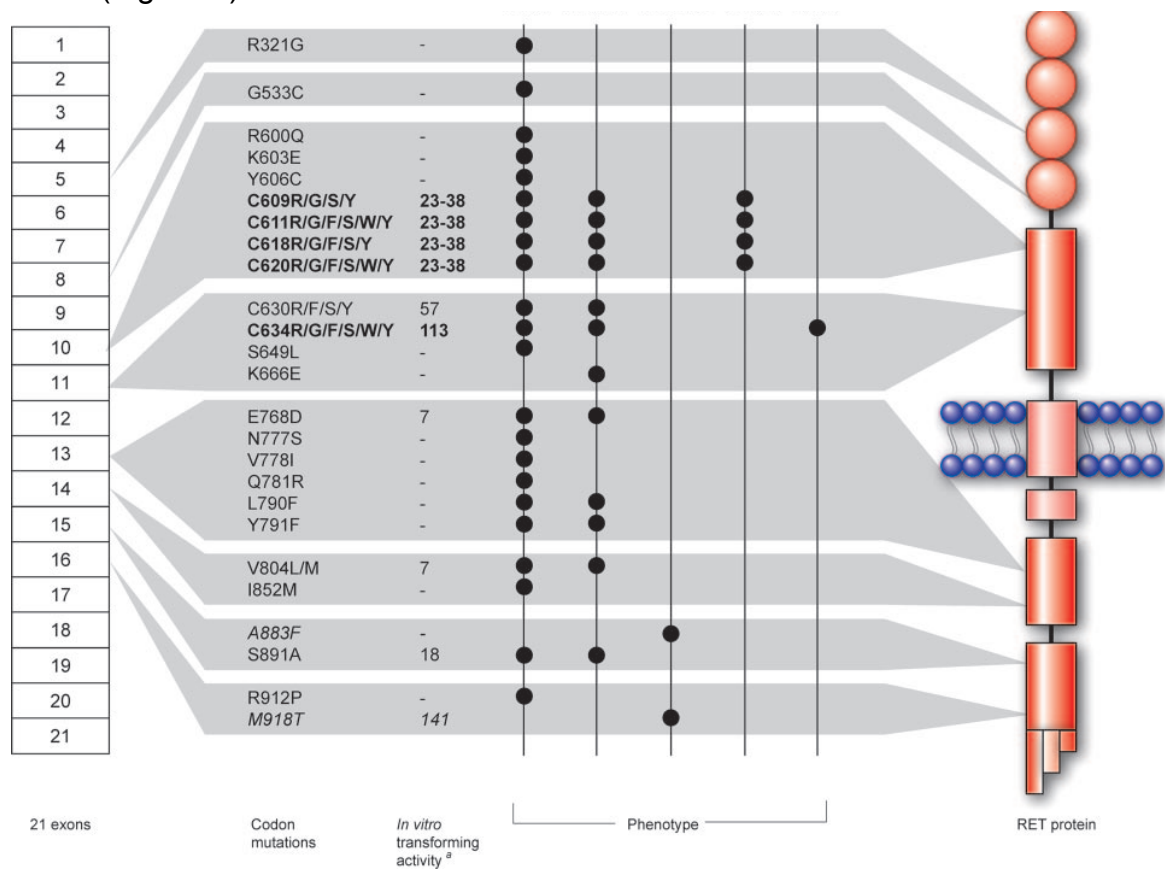 1
2
3
4
5
6
7
8
9
10
11
12
13
14
15
16
17
18
19
20
21
R321G -
G533C -
R600Q -
K603E -
Y606C -
C609R/G/S/Y 23-38
C611R/G/F/S/W/Y 23-38
C618R/G/F/S/Y 23-38
C620R/G/F/S/W/Y 23-38
C630R/F/S/Y 57
C634R/G/F/S/W/Y 113
S649L -
K666E -
E768D 7
N777S -
V778I -
Q781R -
L790F -
Y791F -
V804L/M 7
I852M -
A883F -
S891A 18
R912P -
M918T 141
21 exons
Codon
mutations
In vitro
transforming
activity a
Phenotype
RET protein